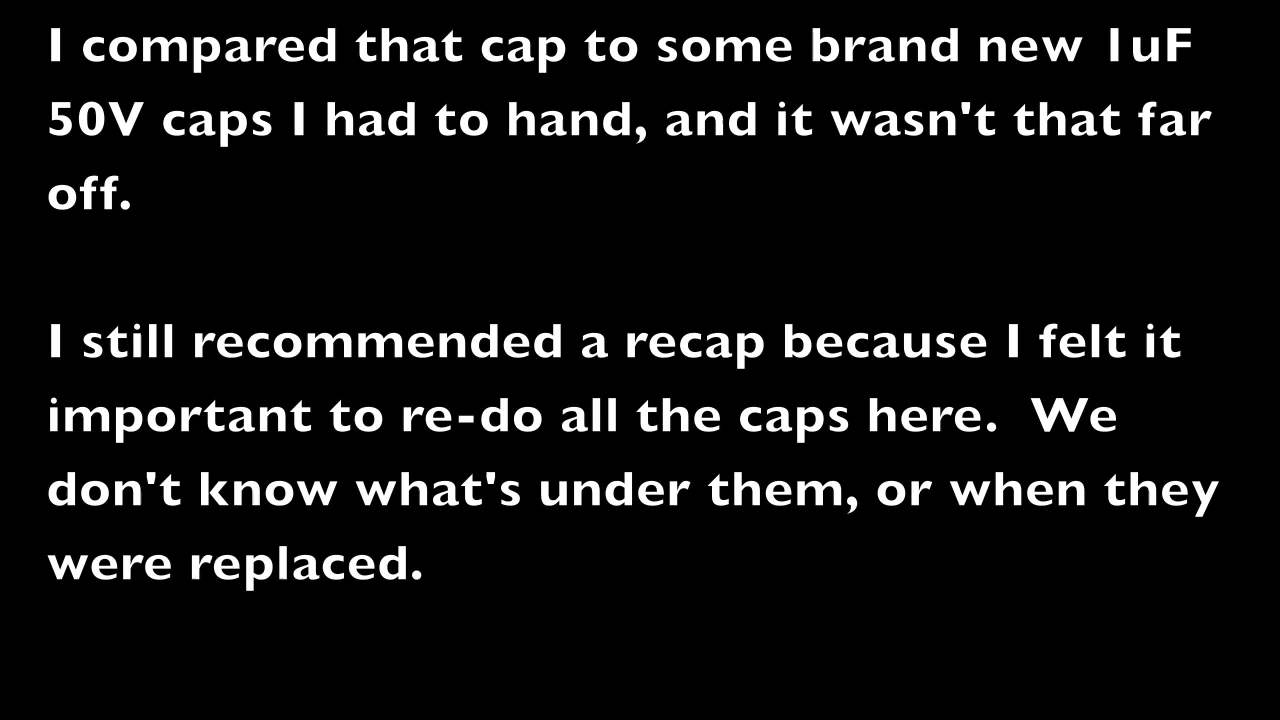 I compared that cap to some brand new 1uF
50V caps I had to hand, and it wasn't that far
off.
I still recommended a recap because I felt it
important to re-do all the caps here.  We
don't know what's under them, or when they
were replaced.